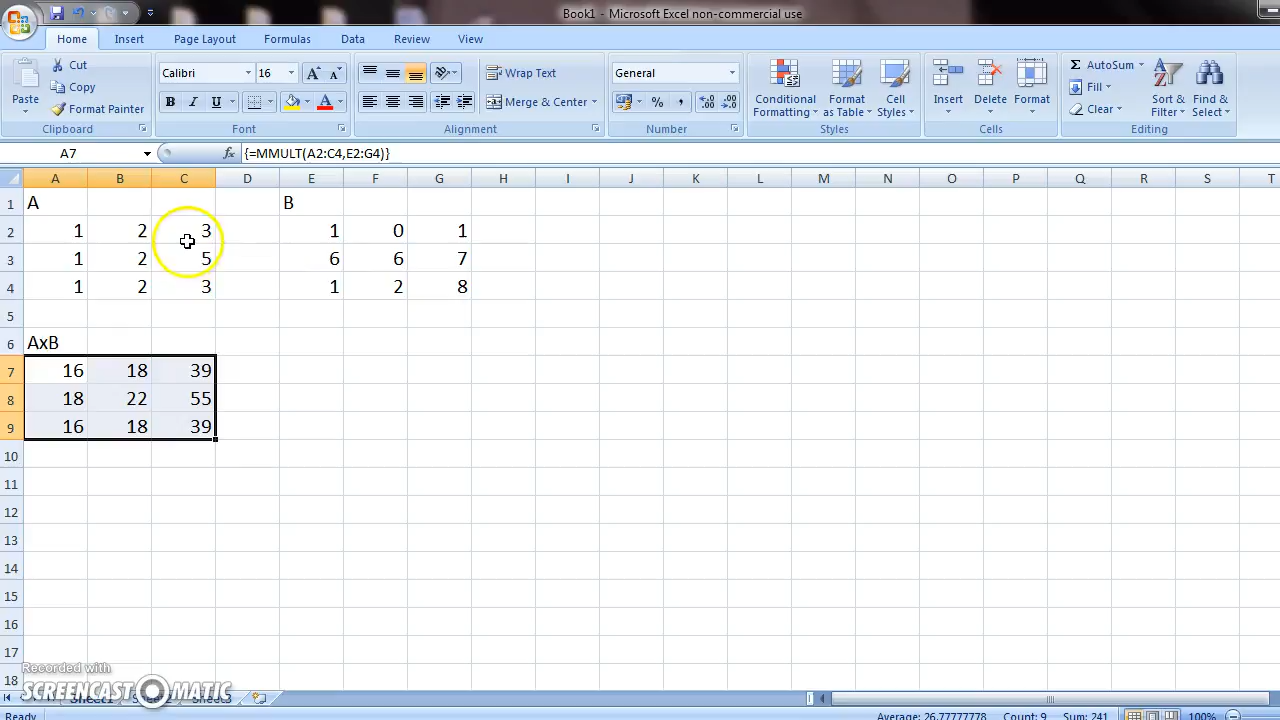 Book1 - Microsoft Excel non-commercial use
Home Insert Page Layout Formulas Data Review View
Paste
Cut
Copy
Format Painter
Clipboard
Calibri 16
B I U
Font
Wrap Text
Merge & Center
Alignment
General
% ,
Number
Conditional Formatting
Format as Table
Cell Styles
Styles
Insert Delete Format
Cells
AutoSum
Fill
Clear
Sort & Filter
Find & Select
Editing
A7 fx {=MMULT(A2:C4,E2:G4)}
A B C D E F G H I J K L M N O P Q R S T
1 A B
2 1 2 3 1 0 1
3 1 2 5 6 6 7
4 1 2 3 1 2 8
5
6 AxB
7 16 18 39
8 18 22 55
9 16 18 39
10
11
12
13
14
15
16
17
18
Recorded with
SCREENCAST MATIC
Sheet1 Sheet3
Ready Average: 26.77777778 Count: 9 Sum: 241 100%